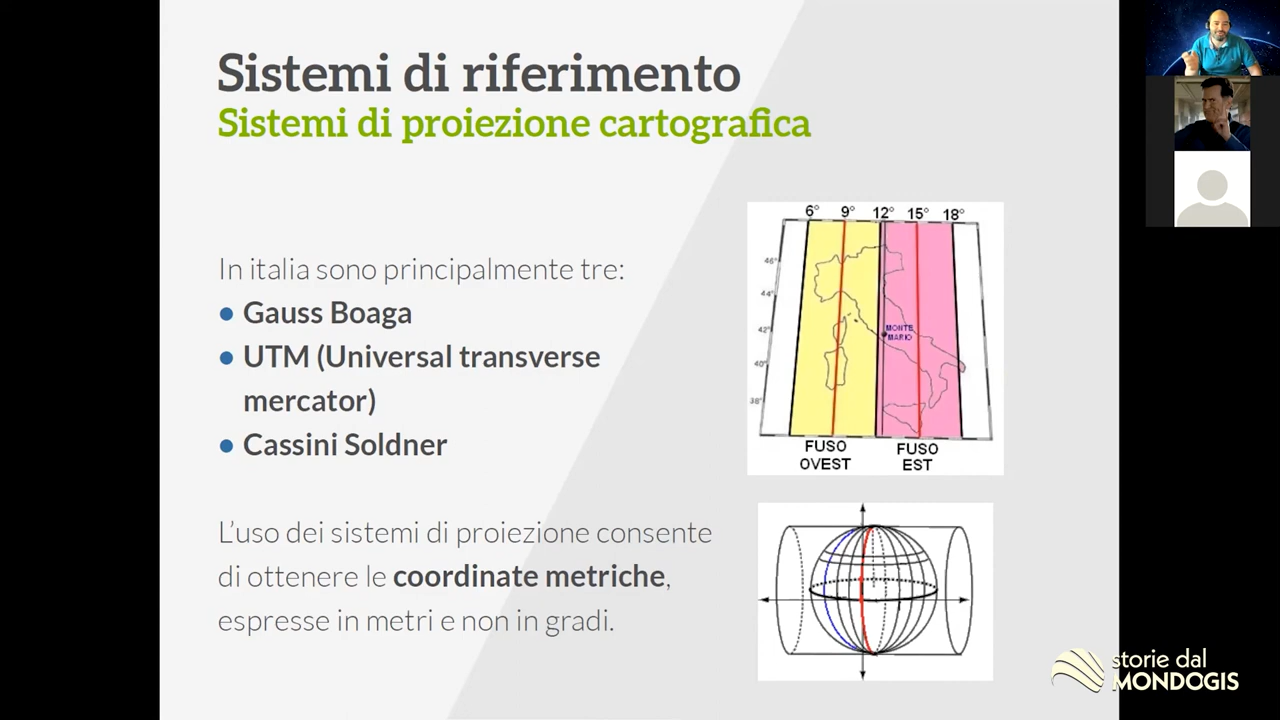 Sistemi di riferimento
Sistemi di proiezione cartografica
In italia sono principalmente tre:
• Gauss Boaga
• UTM (Universal transverse
mercator)
• Cassini Soldner
L'uso dei sistemi di proiezione consente
di ottenere le coordinate metriche,
espresse in metri e non in gradi.
6° 9° 12° 15° 18°
46°
44°
42°
40°
38°
MONTE
MARIO
FUSO
OVEST
FUSO
EST
storie dal
MONDOGIS